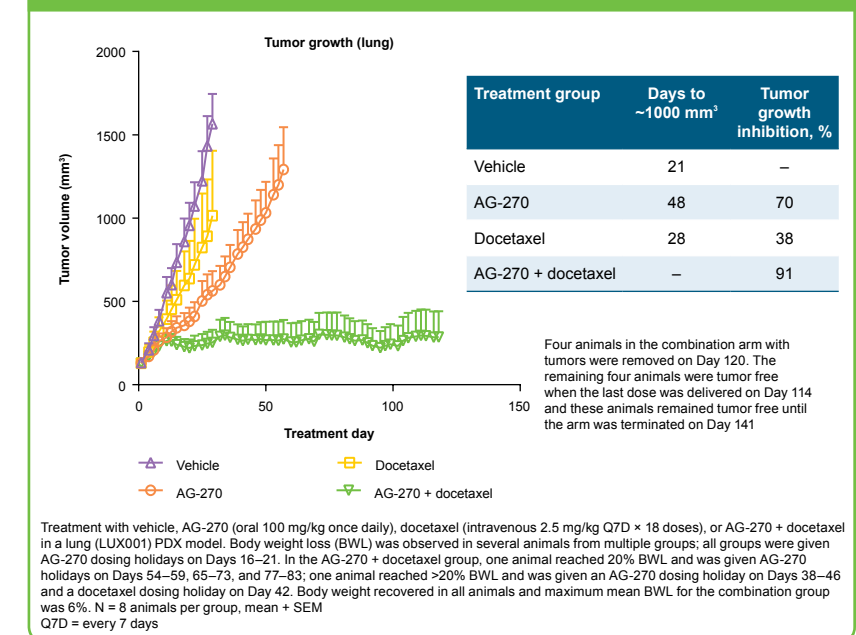 Tumor growth (lung)
2000
1500
1000
500
0
Tumor volume (mm³)
0 50 100 150
Treatment day
Vehicle
Docetaxel
AG-270
AG-270 + docetaxel
Treatment group Days to ~1000 mm³ Tumor growth inhibition, %
Vehicle 21 –
AG-270 48 70
Docetaxel 28 38
AG-270 + docetaxel – 91
Four animals in the combination arm with
tumors were removed on Day 120. The
remaining four animals were tumor free
when the last dose was delivered on Day 114
and these animals remained tumor free until
the arm was terminated on Day 141
Treatment with vehicle, AG-270 (oral 100 mg/kg once daily), docetaxel (intravenous 2.5 mg/kg Q7D × 18 doses), or AG-270 + docetaxel
in a lung (LUX001) PDX model. Body weight loss (BWL) was observed in several animals from multiple groups; all groups were given
AG-270 dosing holidays on Days 16–21. In the AG-270 + docetaxel group, one animal reached 20% BWL and was given AG-270
holidays on Days 54–59, 65–73, and 77–83; one animal reached >20% BWL and was given an AG-270 dosing holiday on Days 38–46
and a docetaxel dosing holiday on Day 42. Body weight recovered in all animals and maximum mean BWL for the combination group
was 6%. N = 8 animals per group, mean + SEM
Q7D = every 7 days